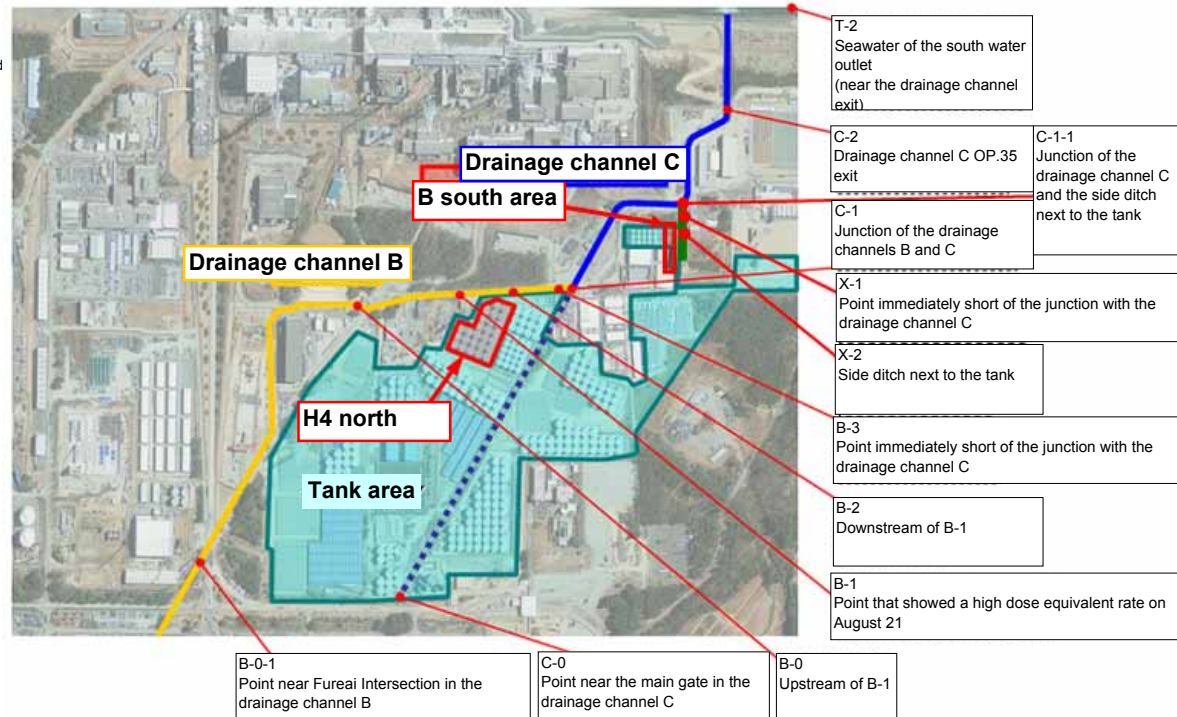 d
T-2
Seawater of the south water
outlet
(near the drainage channel
exit)
C-2
Drainage channel C OP.35
exit
C-1-1
Junction of the
drainage channel C
and the side ditch
next to the tank
Drainage channel C
B south area
C-1
Junction of the drainage
channels B and C
Drainage channel B
X-1
Point immediately short of the junction with the
drainage channel C
X-2
Side ditch next to the tank
H4 north
B-3
Point immediately short of the junction with the
drainage channel C
Tank area
B-2
Downstream of B-1
B-1
Point that showed a high dose equivalent rate on
August 21
B-0-1
Point near Fureai Intersection in the
drainage channel B
C-0
Point near the main gate in the
drainage channel C
B-0
Upstream of B-1